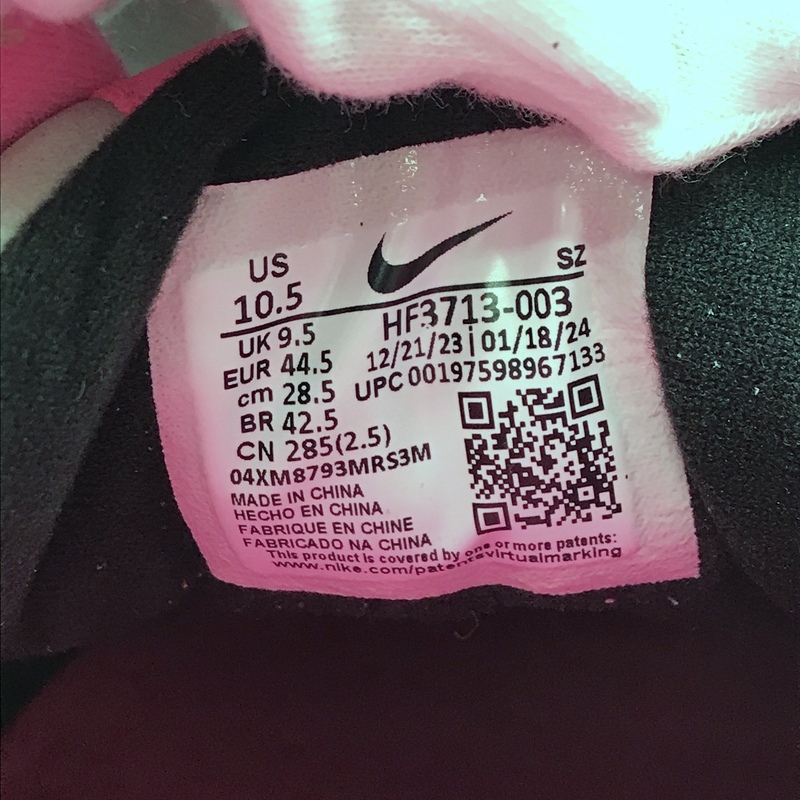 US
SZ
10.5
HF3713-003
UK 9.5
12/21/23 | 01/18/24
EUR 44.5
UPC 00197598967133
cm 28.5
BR 42.5
CN 285(2.5)
04XM8793MRS3M
MADE IN CHINA
HECHO EN CHINA
FABRIQUE EN CHINE
FABRICADO NA CHINA
This product is covered by one or more patents:
www.nike.com/patentsvirtualmarking